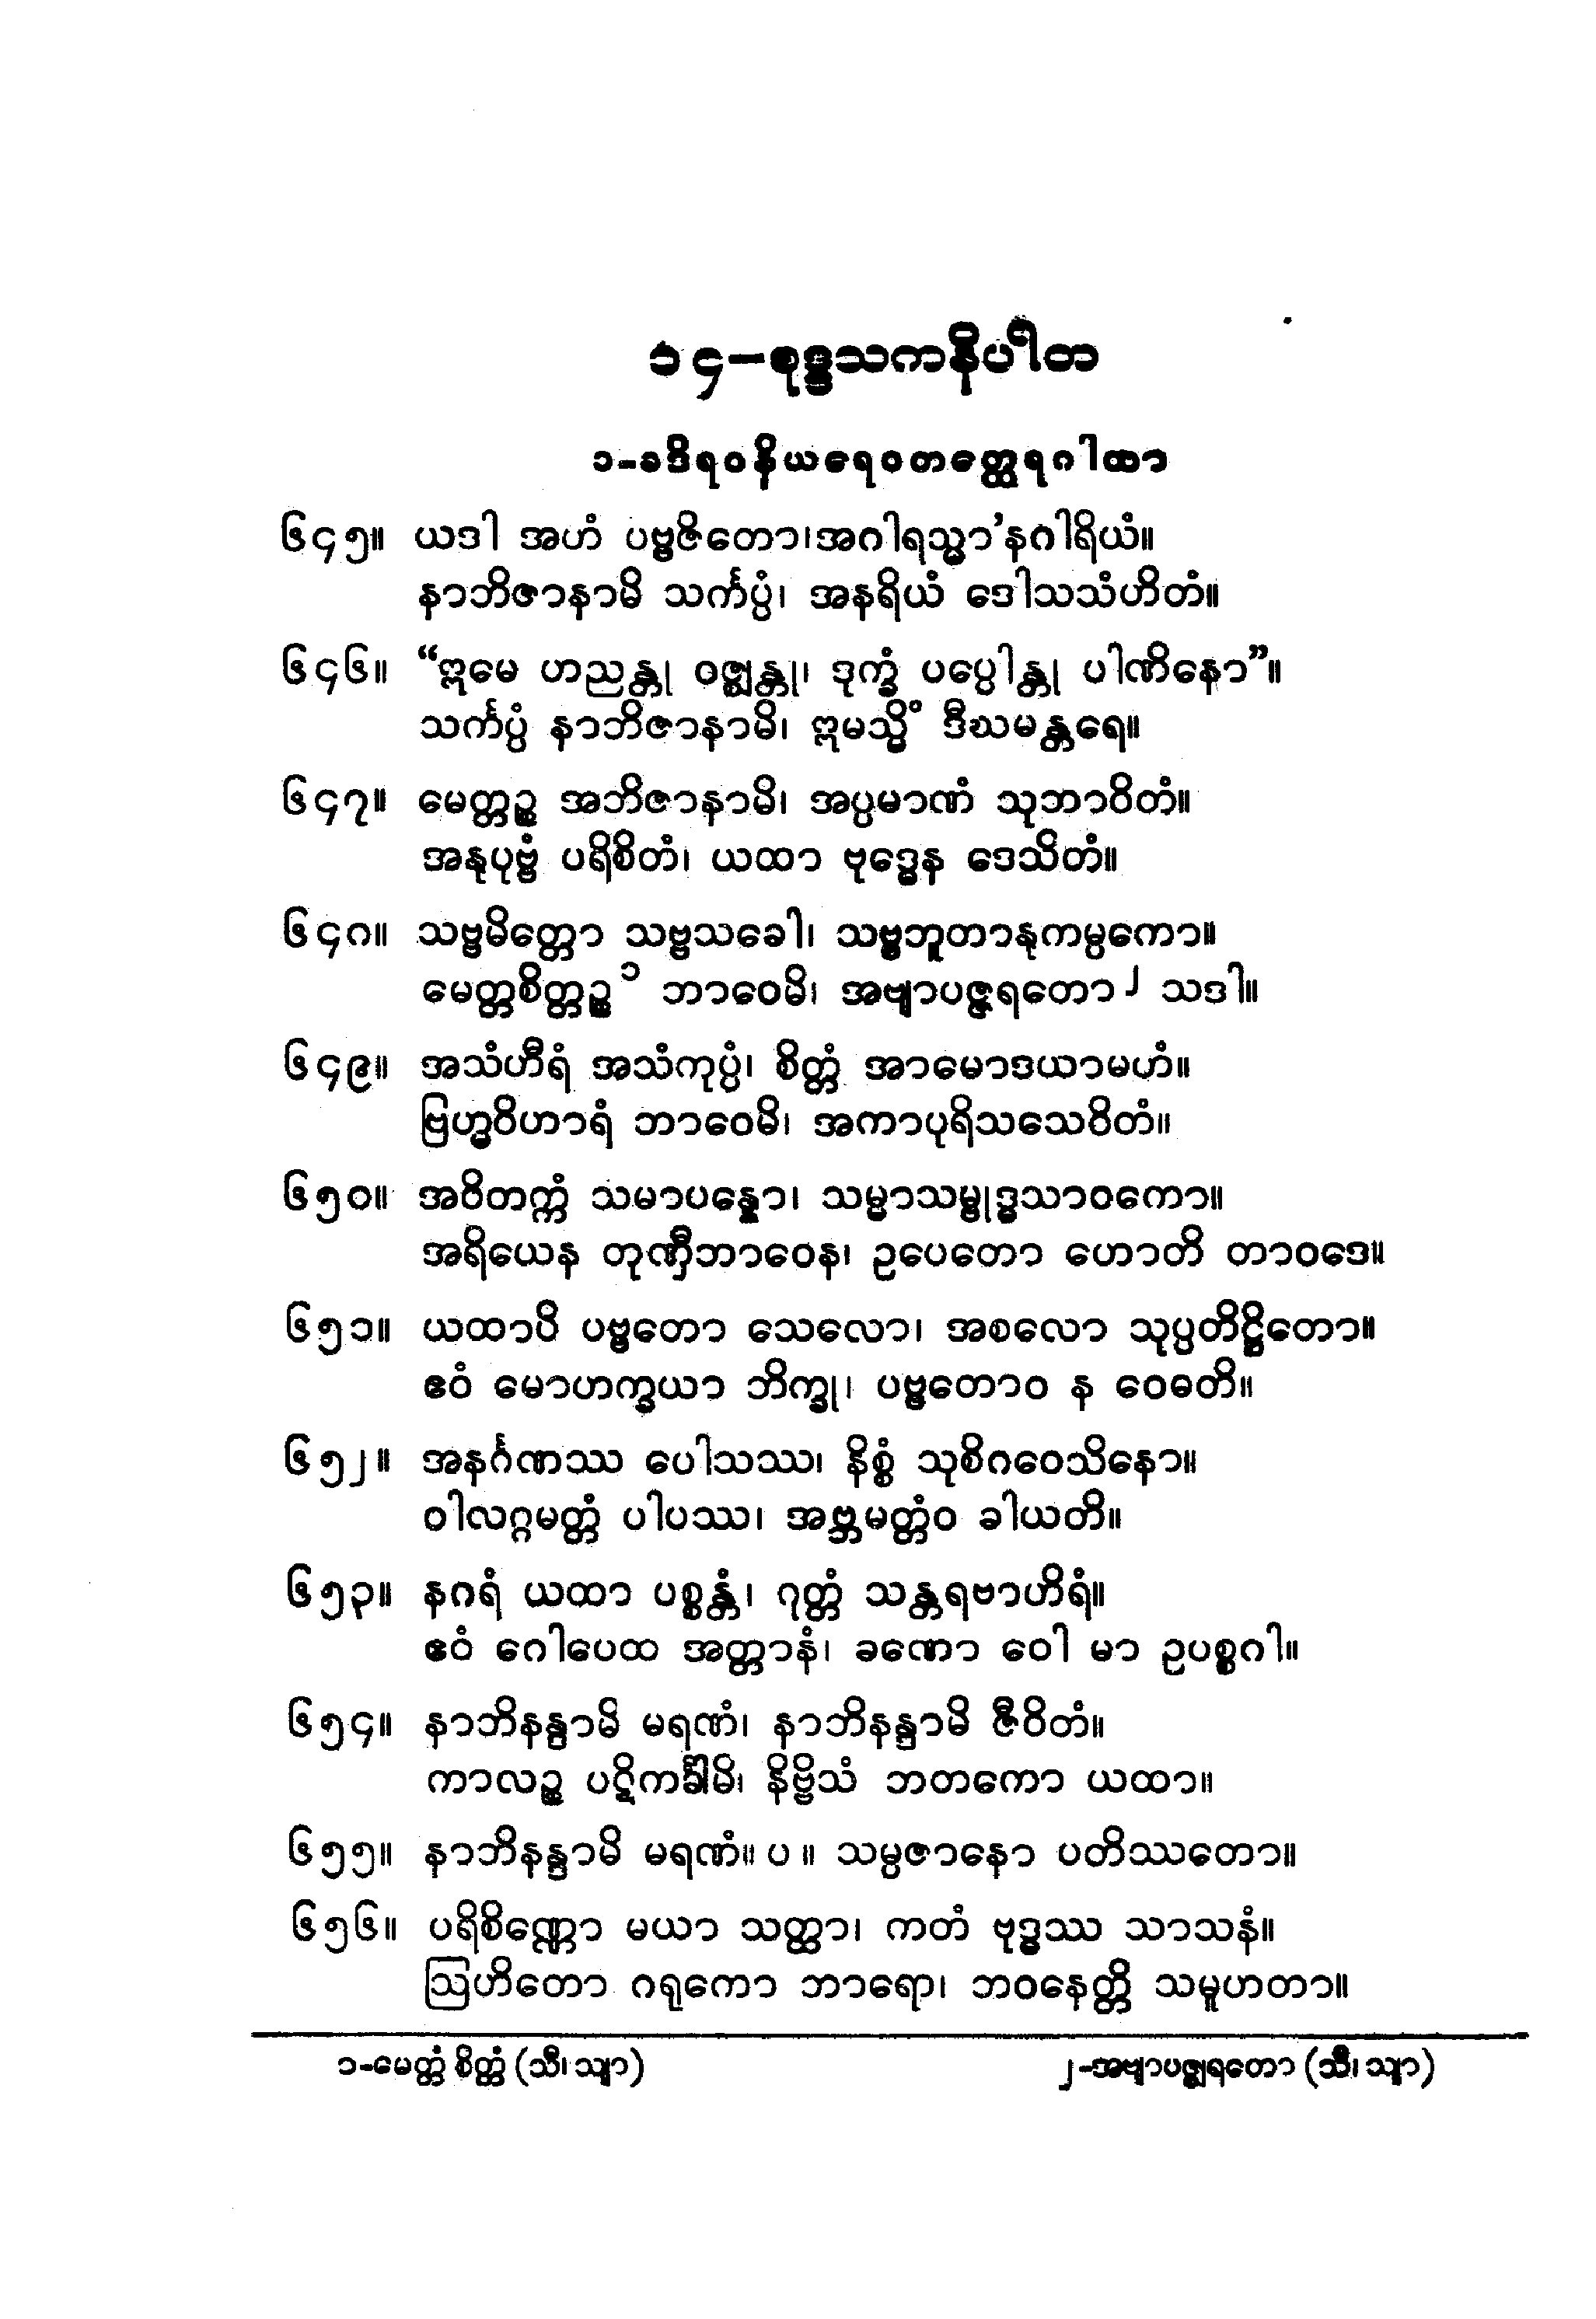 ၁၄-စုဒ္ဒသကနိပါတ
၁-ခဒိရဝနိယရေဝတတ္ထေရဂါထာ
၆၄၅။ ယဒါ အဟံ ပဗ္ဗဇိတော၊အဂါရသ္မာ’နဂါရိယံ။
နာဘိဇာနာမိ သင်္ကပ္ပံ၊ အနရိယံ ဒေါသသံဟိတံ။
၆၄၆။ “ဣမေ ဟညန္တု ဝဇ္ဈန္တု၊ ဒုက္ခံ ပပ္ပေါန္တု ပါဏိနော”။
သင်္ကပ္ပံ နာဘိဇာနာမိ၊ ဣမသ္မိံ ဒီဃမန္တရေ။
၆၄၇။ မေတ္တဉ္စ အဘိဇာနာမိ၊ အပ္ပမာဏံ သုဘာဝိတံ။
အနုပုဗ္ဗံ ပရိစိတံ၊ ယထာ ဗုဒ္ဓေန ဒေသိတံ။
၆၄၈။ သဗ္ဗမိတ္တော သဗ္ဗသခေါ၊ သဗ္ဗဘူတာနုကမ္ပကော။
မေတ္တစိတ္တဉ္စ ၁ ဘာဝေမိ၊ အဗျာပဇ္ဇရတော ၂ သဒါ။
၆၄၉။ အသံဟီရံ အသံကုပ္ပံ၊ စိတ္တံ အာမောဒယာမဟံ။
ဗြဟ္မဝိဟာရံ ဘာဝေမိ၊ အကာပုရိသသေဝိတံ။
၆၅၀။ အဝိတက္ကံ သမာပန္နော၊ သမ္မာသမ္ဗုဒ္ဓသာဝကော။
အရိယေန တုဏှီဘာဝေန၊ ဥပေတော ဟောတိ တာဝဒေ။
၆၅၁။ ယထာပိ ပဗ္ဗတော သေလော၊ အစလော သုပ္ပတိဋ္ဌိတော။
ဧဝံ မောဟက္ခယာ ဘိက္ခု၊ ပဗ္ဗတောဝ န ဝေဓတိ။
၆၅၂။ အနင်္ဂဏဿ ပေါသဿ၊ နိစ္စံ သုစိဂဝေသိနော။
ဝါလဂ္ဂမတ္တံ ပါပဿ၊ အဗ္ဘမတ္တံဝ ခါယတိ။
၆၅၃။ နဂရံ ယထာ ပစ္စန္တံ၊ ဂုတ္တံ သန္တရဗာဟိရံ။
ဧဝံ ဂေါပေထ အတ္တာနံ၊ ခဏော ဝေါ မာ ဥပစ္စဂါ။
၆၅၄။ နာဘိနန္ဒာမိ မရဏံ၊ နာဘိနန္ဒာမိ ဇီဝိတံ။
ကာလဉ္စ ပဋိကင်္ခါမိ၊ နိဗ္ဗိသံ ဘတကော ယထာ။
၆၅၅။ နာဘိနန္ဒာမိ မရဏံ။ ပ ။ သမ္ပဇာနော ပတိဿတော။
၆၅၆။ ပရိစိဏ္ဏော မယာ သတ္ထာ၊ ကတံ ဗုဒ္ဓဿ သာသနံ။
ဩဟိတော ဂရုကော ဘာရော၊ ဘဝနေတ္တိ သမူဟတာ။
၁-မေတ္တံ စိတ္တံ (သီ၊ သျာ) ၂-အဗျာပဇ္ဈရတော (သီ၊ သျာ)